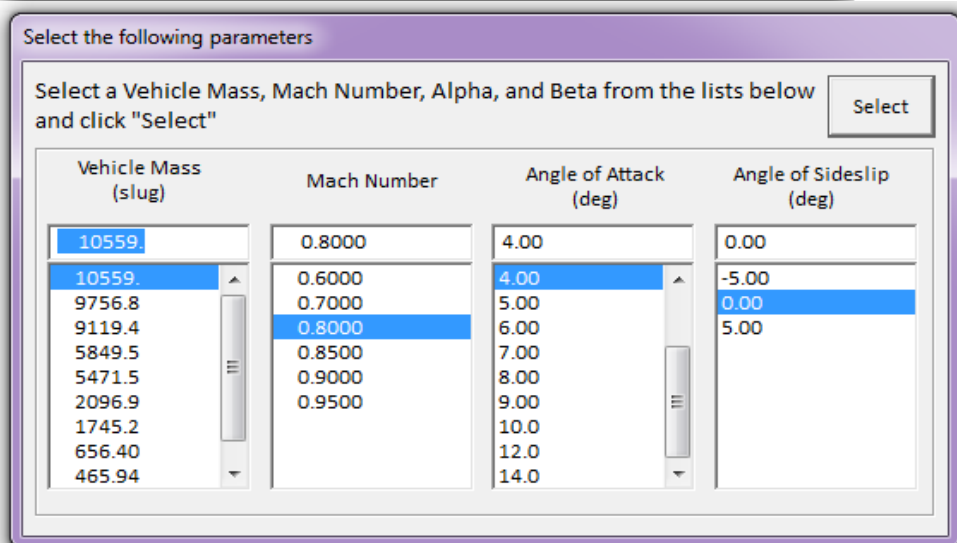 Select the following parameters
Select a Vehicle Mass, Mach Number, Alpha, and Beta from the lists below
and click "Select"
Select
Vehicle Mass
(slug)
10559.
10559.
9756.8
9119.4
5849.5
5471.5
2096.9
1745.2
656.40
465.94
Mach Number
0.8000
0.6000
0.7000
0.8000
0.8500
0.9000
0.9500
Angle of Attack
(deg)
4.00
4.00
5.00
6.00
7.00
8.00
9.00
10.0
12.0
14.0
Angle of Sideslip
(deg)
0.00
-5.00
0.00
5.00